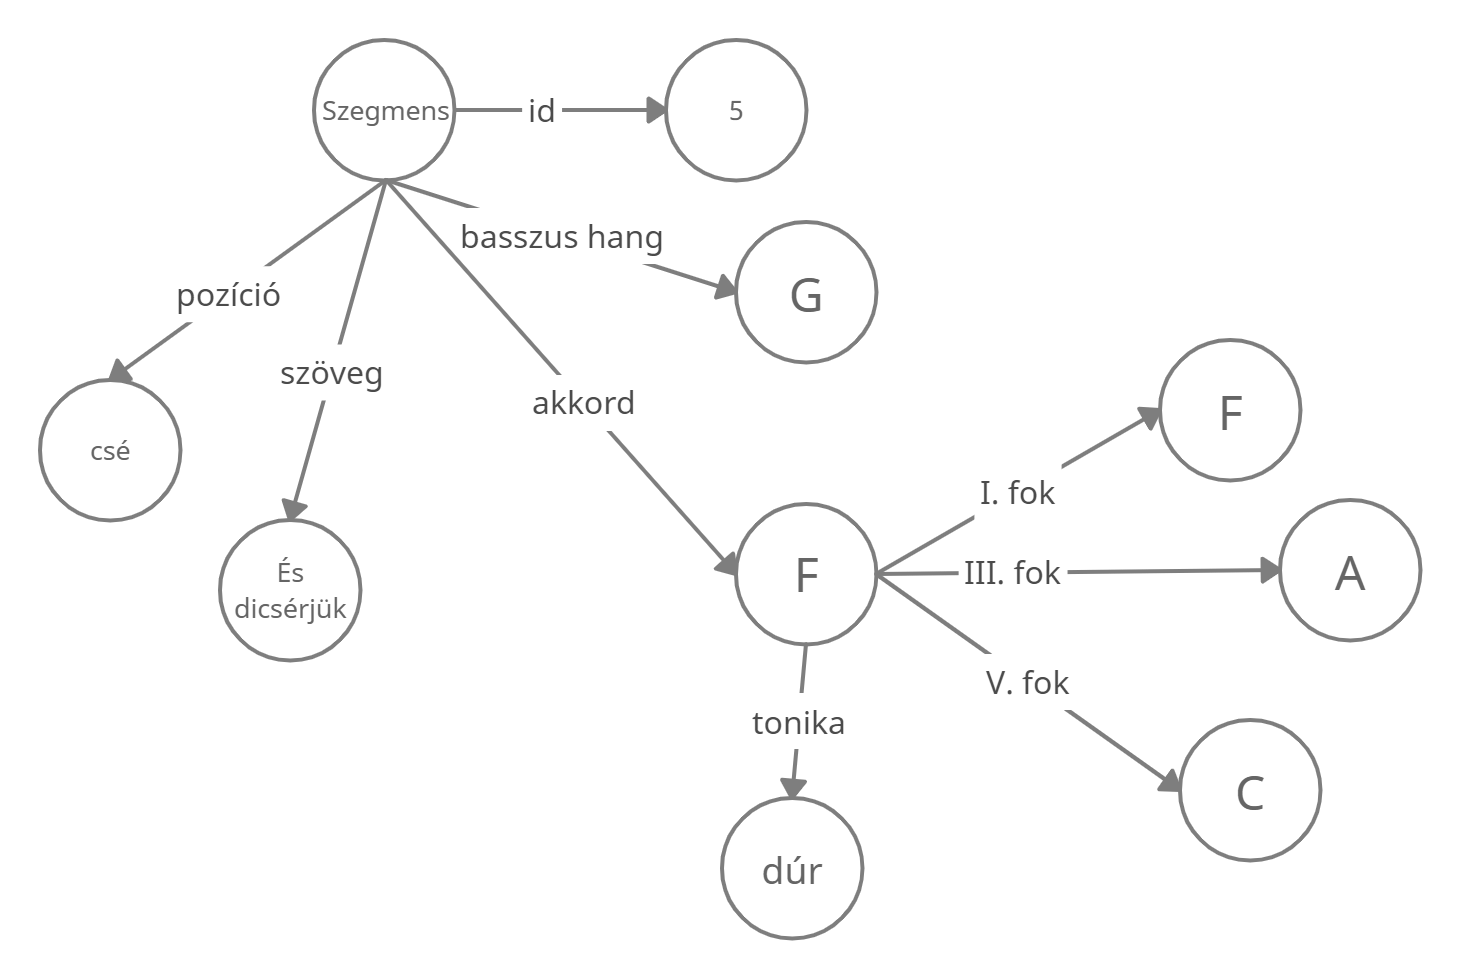 Szegmens
id
5
basszus hang
G
pozíció
csé
szöveg
És
dicsérjük
akkord
F
I. fok
F
III. fok
A
V. fok
C
tonika
dúr